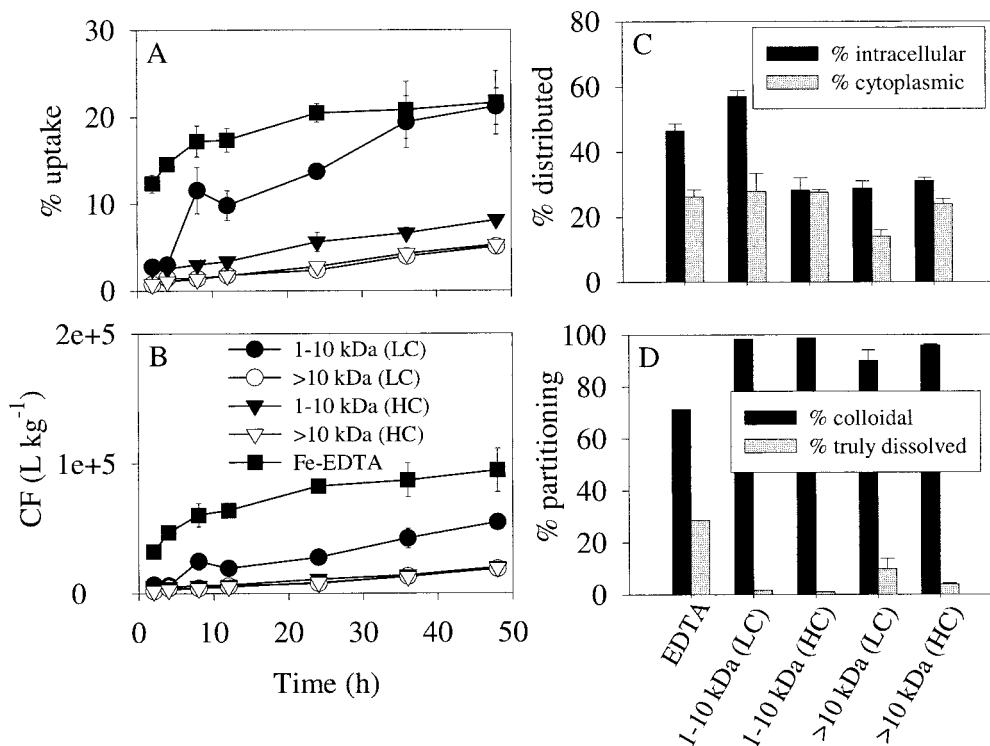 A
30
20
10
0
% uptake
B
2e+5
1e+5
0
CF (L kg-1)
1-10 kDa (LC)
>10 kDa (LC)
1-10 kDa (HC)
>10 kDa (HC)
Fe-EDTA
0 10 20 30 40 50
Time (h)
C
80
60
40
20
0
% distributed
% intracellular
% cytoplasmic
D
100
80
60
40
20
0
% partitioning
% colloidal
% truly dissolved
EDTA
1-10 kDa (LC)
1-10 kDa (HC)
>10 kDa (LC)
>10 kDa (HC)